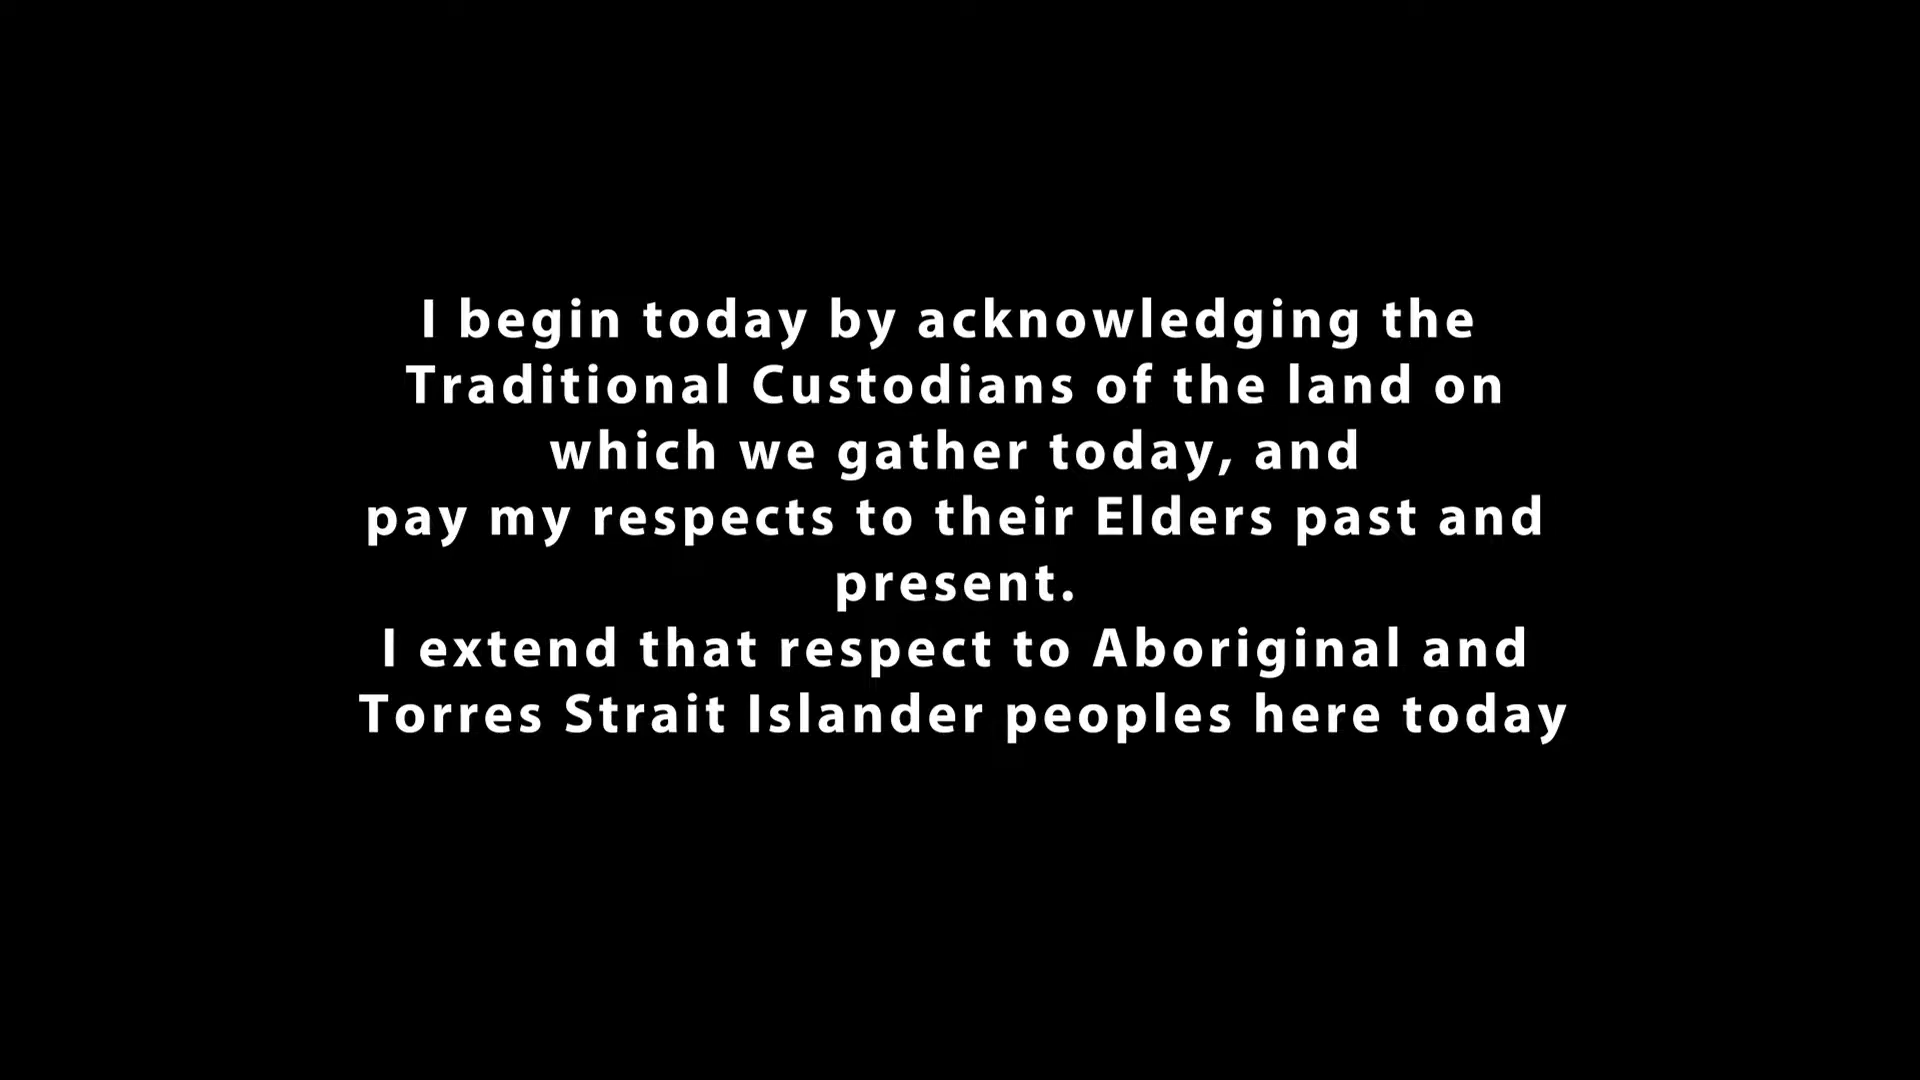 I begin today by acknowledging the
Traditional Custodians of the land on
which we gather today, and
pay my respects to their Elders past and
present.
I extend that respect to Aboriginal and
Torres Strait Islander peoples here today